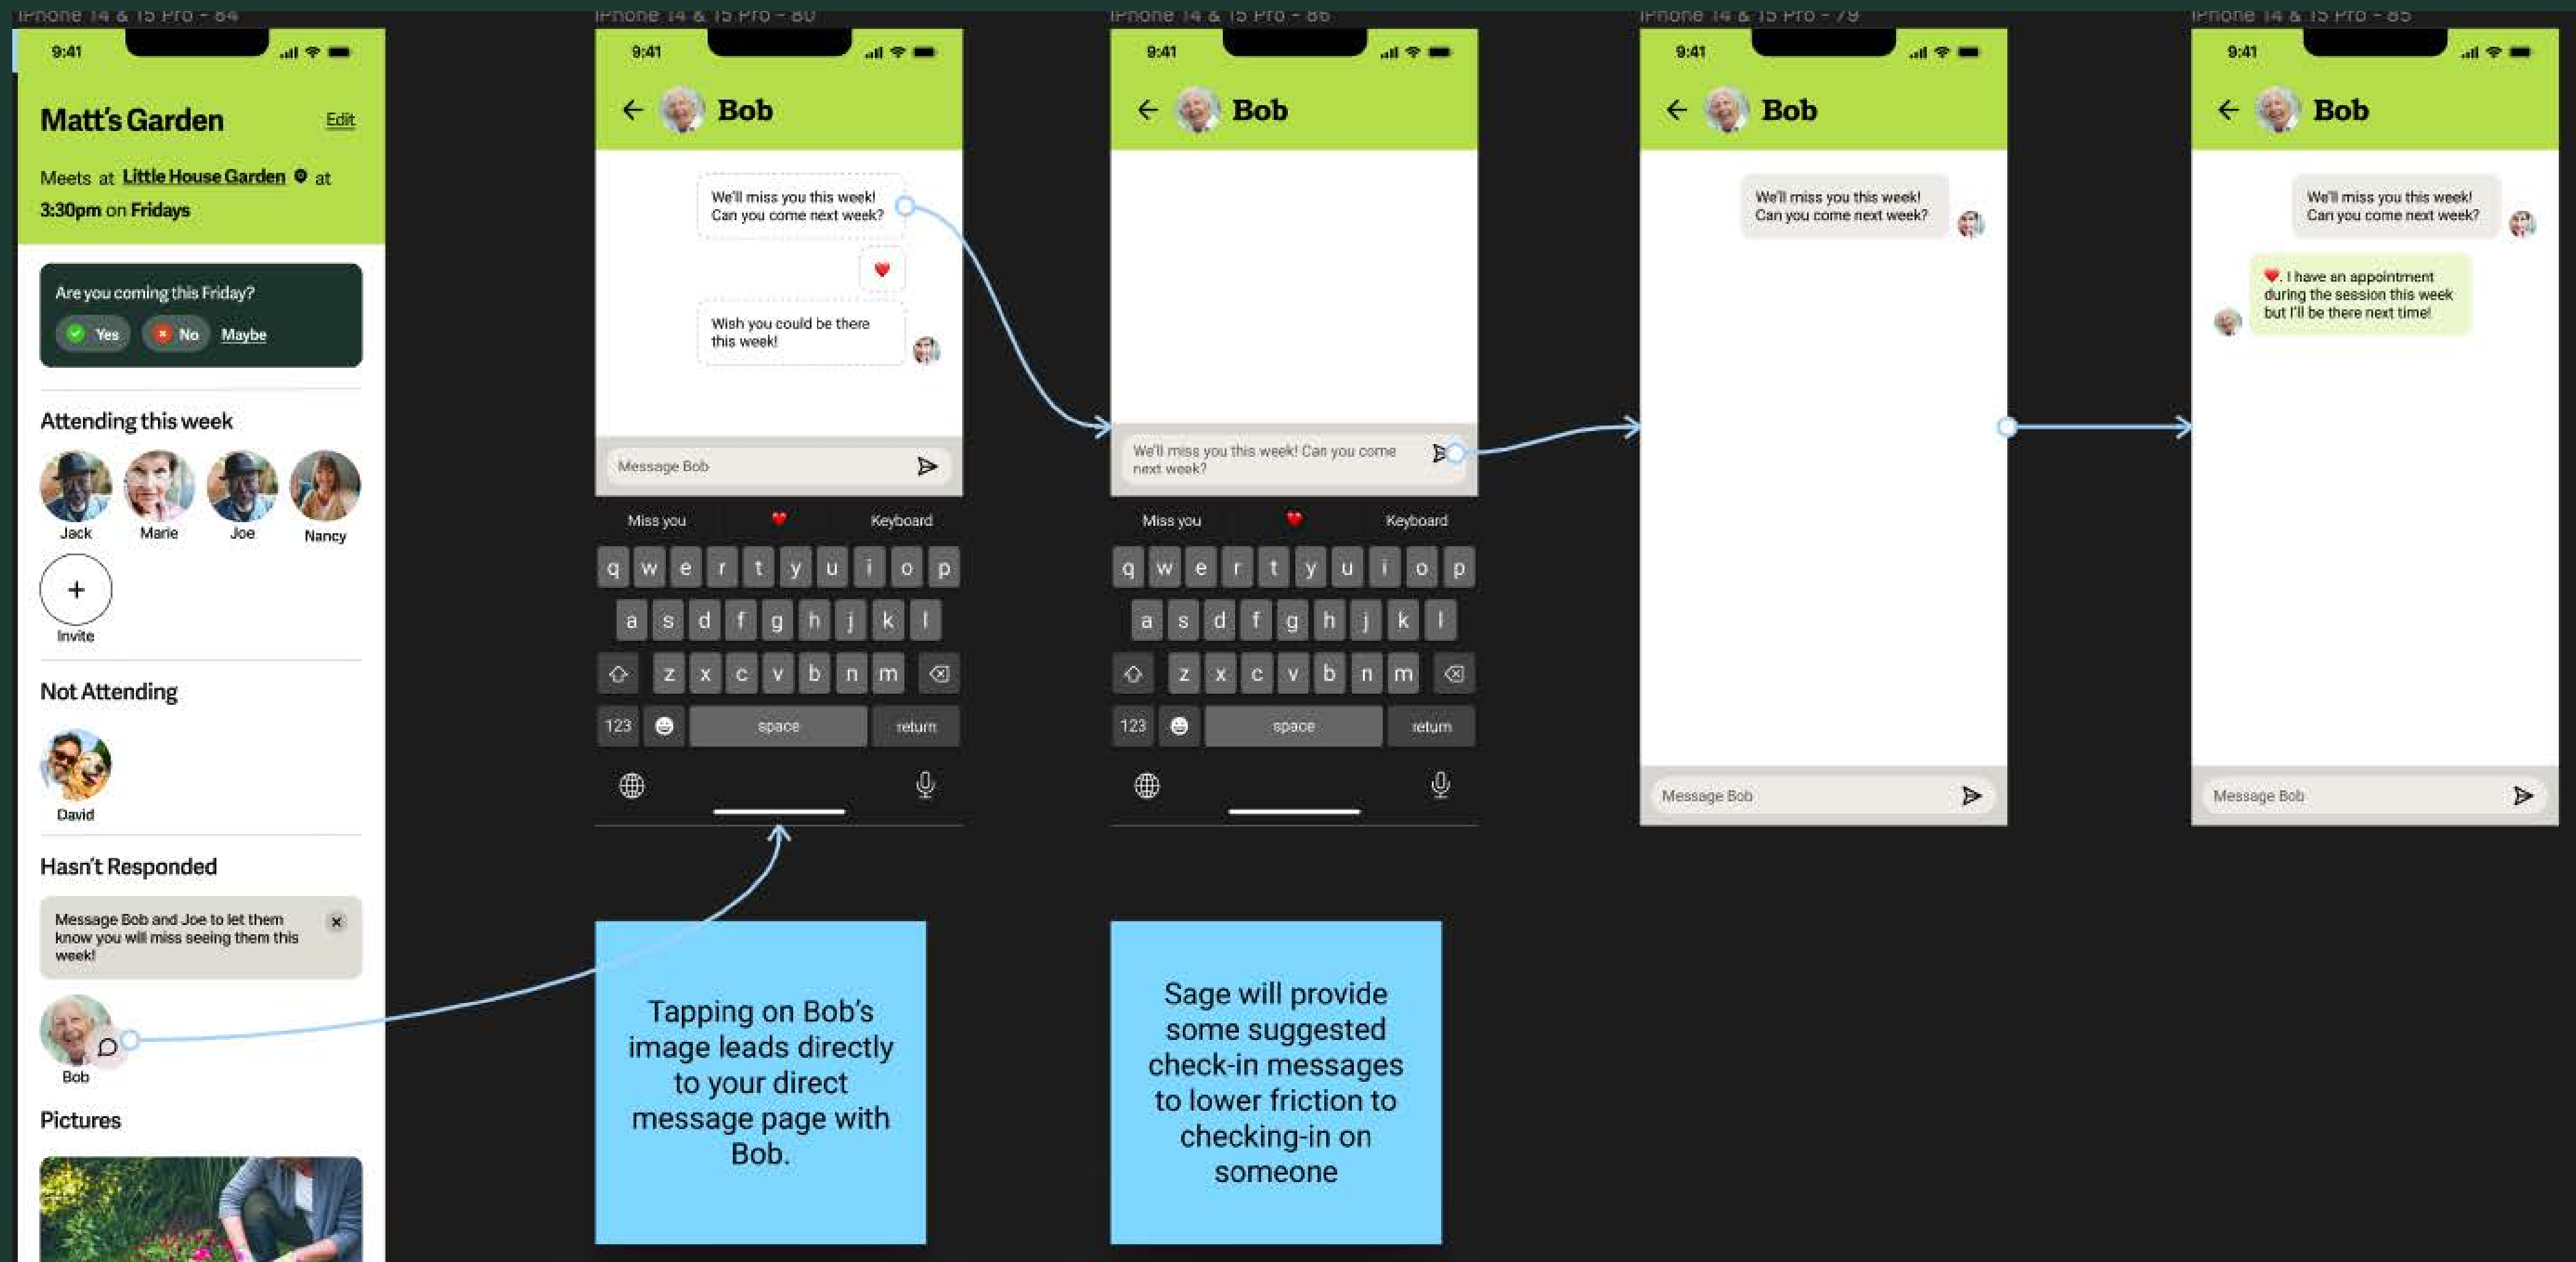 iPhone 14 & 15 Pro - 84
9:41
Matt's Garden
Edit
Meets at Little House Garden at
3:30pm on Fridays
Are you coming this Friday?
Yes
No
Maybe
Attending this week
Jack
Marie
Joe
Nancy
+
Invite
Not Attending
David
Hasn't Responded
Message Bob and Joe to let them
know you will miss seeing them this
week!
Bob
Pictures
iPhone 14 & 15 Pro - 80
9:41
Bob
We'll miss you this week!
Can you come next week?
❤️
Wish you could be there
this week!
Message Bob
Miss you
❤️
Keyboard
q w e r t y u i o p
a s d f g h j k l
z x c v b n m
123
space
return
Tapping on Bob's
image leads directly
to your direct
message page with
Bob.
iPhone 14 & 15 Pro - 86
9:41
Bob
We'll miss you this week! Can you come
next week?
Miss you
❤️
Keyboard
q w e r t y u i o p
a s d f g h j k l
z x c v b n m
123
space
return
Sage will provide
some suggested
check-in messages
to lower friction to
checking-in on
someone
iPhone 14 & 15 Pro - 79
9:41
Bob
We'll miss you this week!
Can you come next week?
Message Bob
iPhone 14 & 15 Pro - 85
9:41
Bob
We'll miss you this week!
Can you come next week?
❤️. I have an appointment
during the session this week
but I'll be there next time!
Message Bob